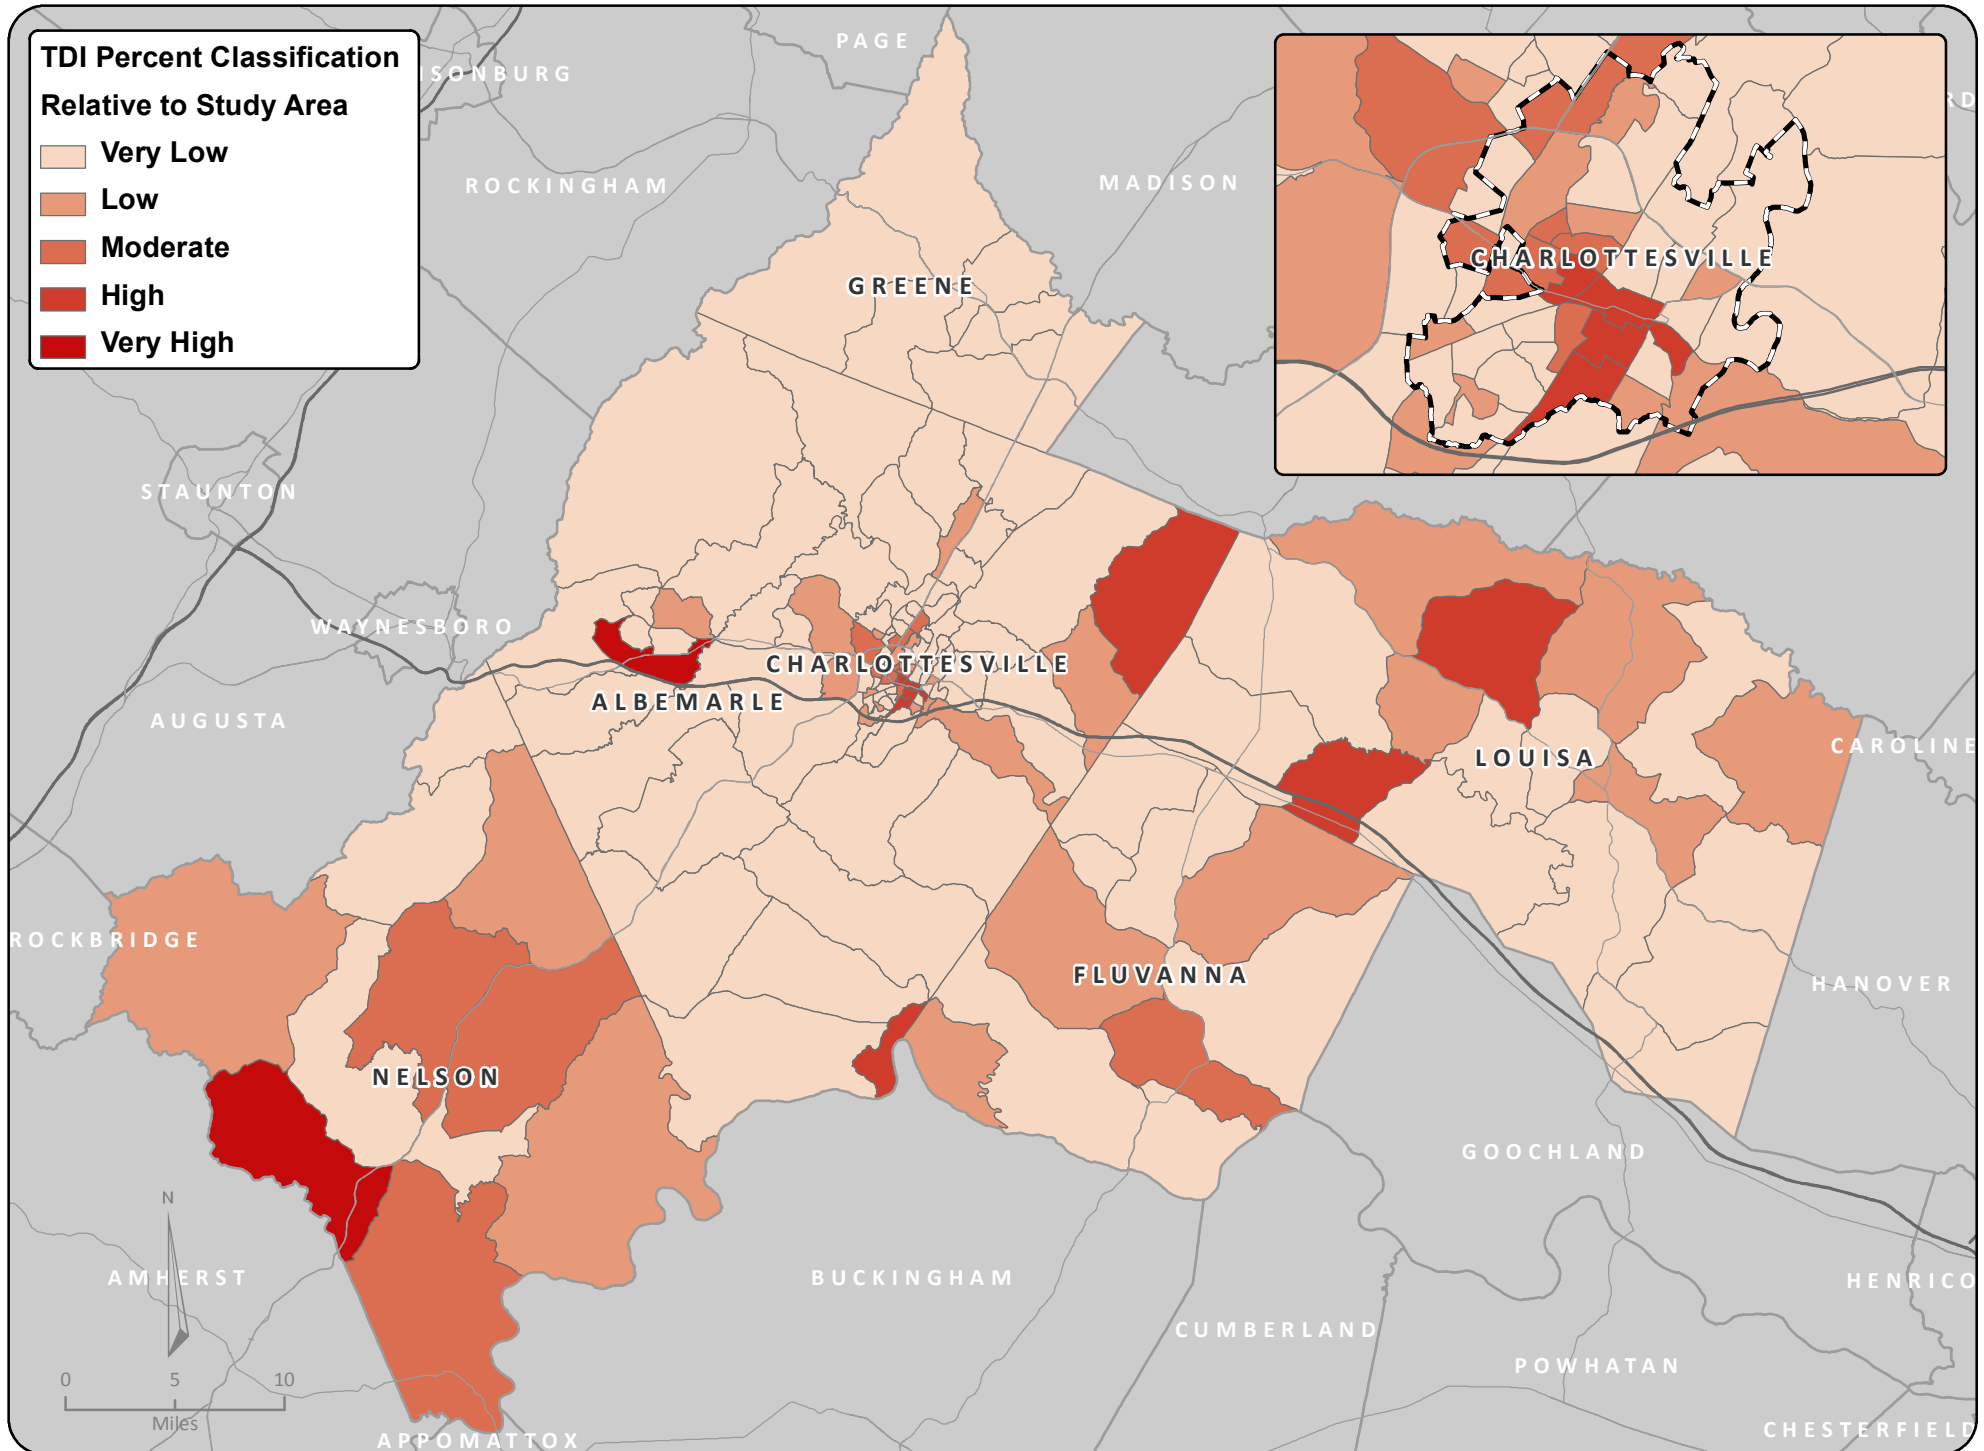 TDI Percent Classification
Relative to Study Area
Very Low
Low
Moderate
High
Very High
ISONBURG
PAGE
ROCKINGHAM
MADISON
RD
GREENE
CHARLOTTESVILLE
STAUNTON
WAYNESBORO
CHARLOTTESVILLE
ALBEMARLE
AUGUSTA
LOUISA
CAROLINE
ROCKBRIDGE
FLUVANNA
HANOVER
NELSON
GOOCHLAND
N
AMHERST
BUCKINGHAM
HENRICO
CUMBERLAND
POWHATAN
0 5 10
Miles
APPOMATTOX
CHESTERFIELD